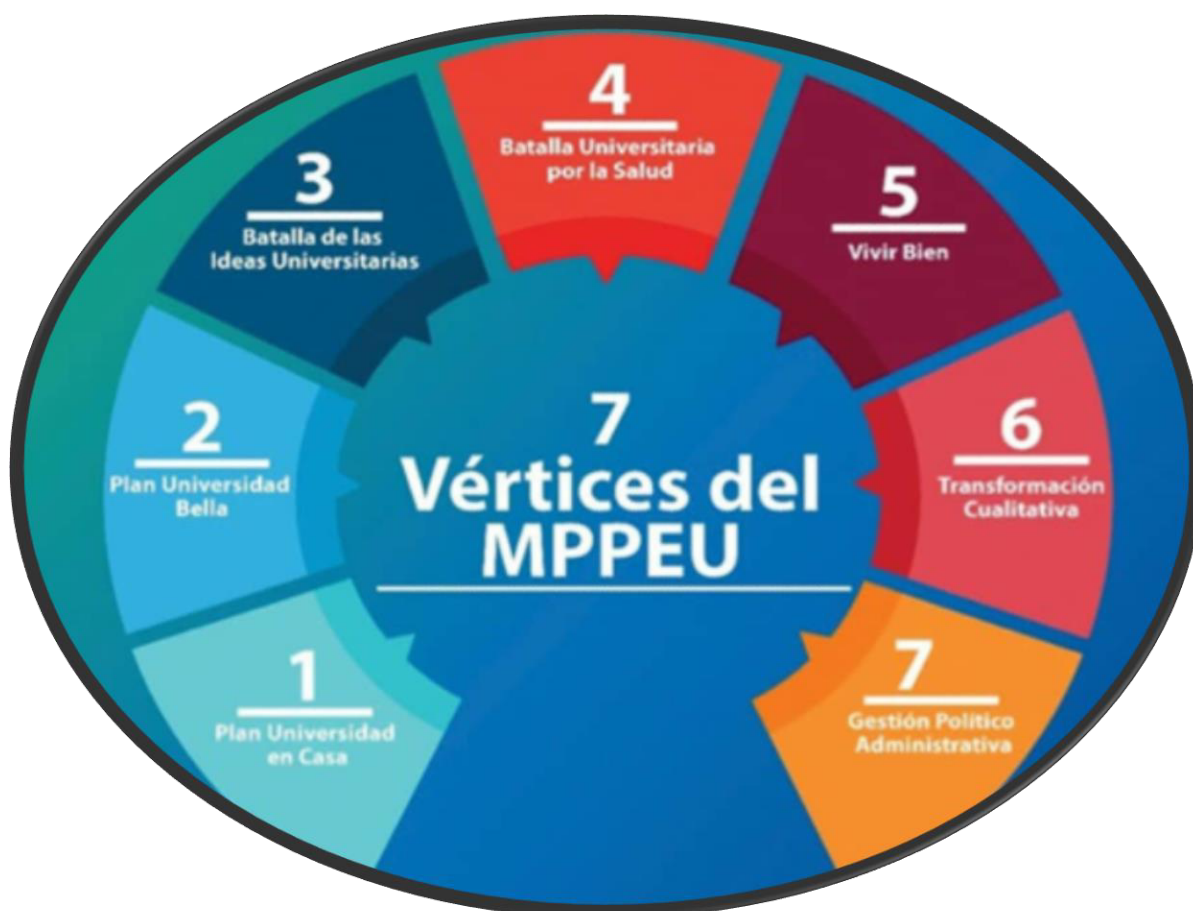 7
Vértices del
MPPEU
1
Plan Universidad
en Casa
2
Plan Universidad
Bella
3
Batalla de las
Ideas Universitarias
4
Batalla Universitaria
por la Salud
5
Vivir Bien
6
Transformación
Cualitativa
7
Gestión Político
Administrativa